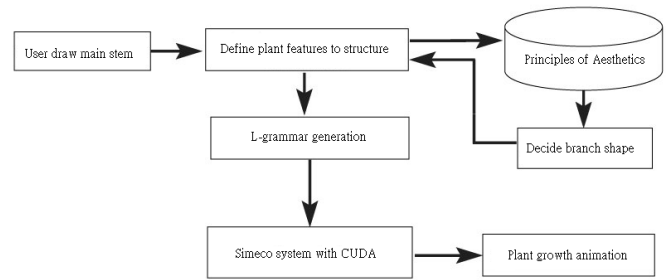 User draw main stem
Define plant features to structure
Principles of Aesthetics
L-grammar generation
Decide branch shape
Simeco system with CUDA
Plant growth animation